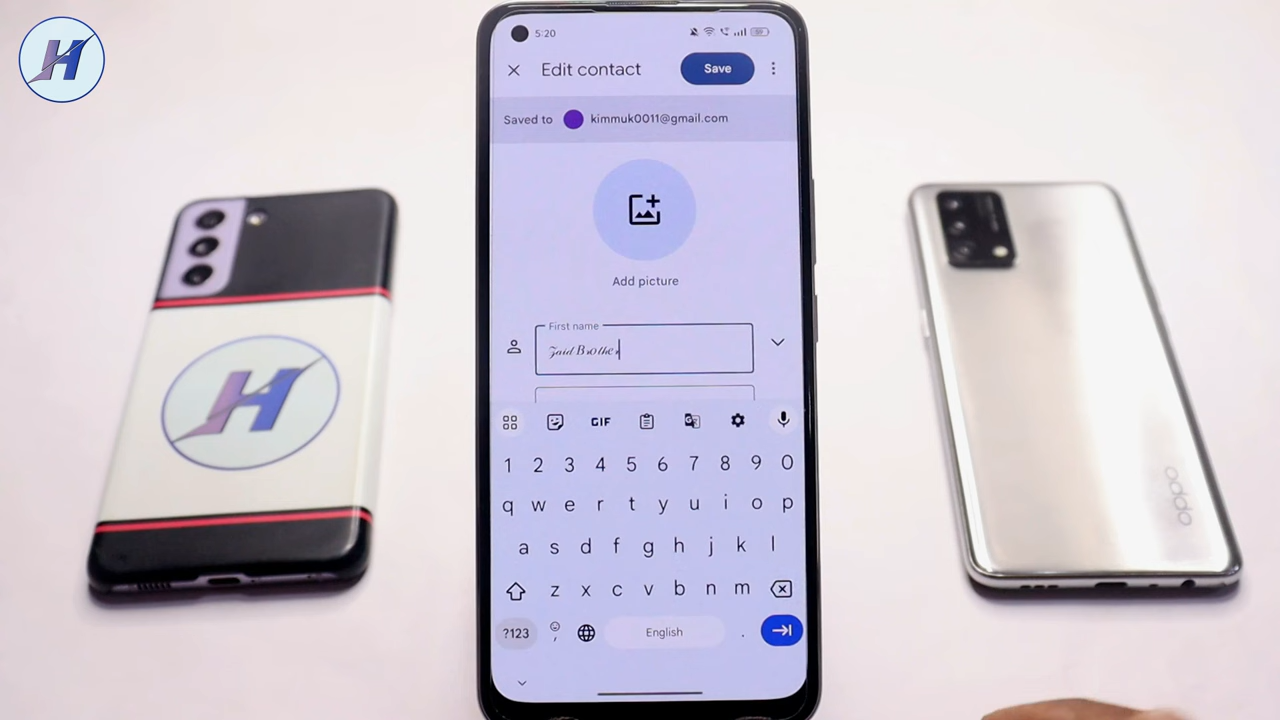 H
5:20
Edit contact
Save
Saved to kimmuk0011@gmail.com
Add picture
First name
Zaid Brother
GIF
1 2 3 4 5 6 7 8 9 0
q w e r t y u i o p
a s d f g h j k l
z x c v b n m
?123 , English .
H
oppo